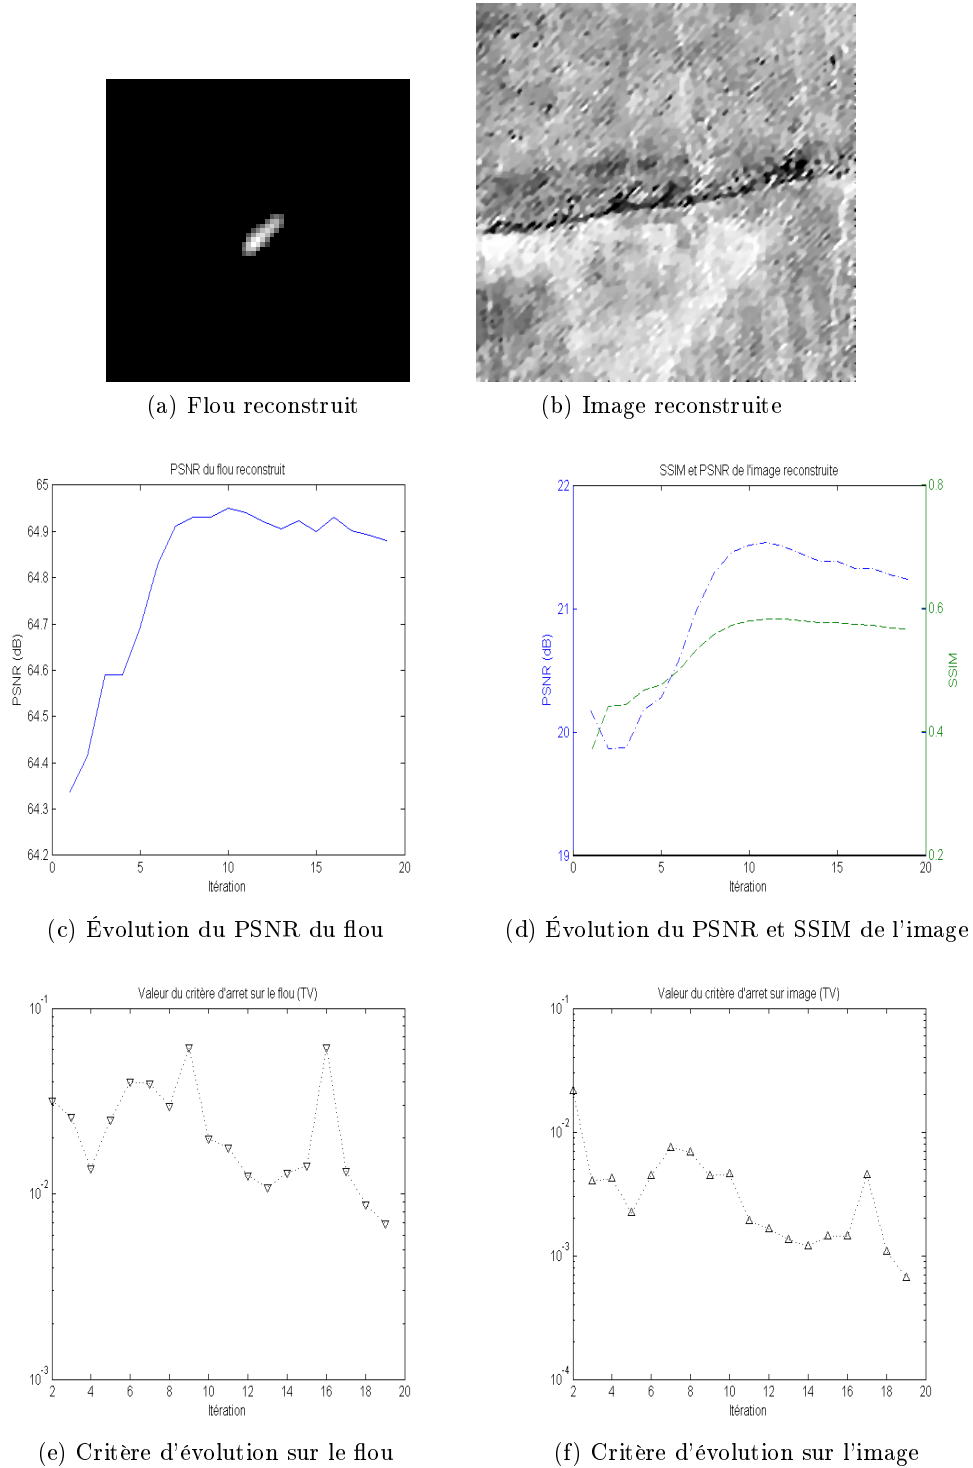 (a) Flou reconstruit
(b) Image reconstruite
PSNR du flou reconstruit
65
64.9
64.8
64.7
64.6
64.5
64.4
64.3
64.2
PSNR (dB)
0 5 10 15 20
Itération
(c) Évolution du PSNR du flou
SSIM et PSNR de l'image reconstruite
22
21
20
19
PSNR (dB)
0.8
0.6
0.4
0.2
SSIM
0 5 10 15 20
Itération
(d) Évolution du PSNR et SSIM de l'image
Valeur du critère d'arret sur le flou (TV)
10^-1
10^-2
10^-3
2 4 6 8 10 12 14 16 18 20
Itération
(e) Critère d'évolution sur le flou
Valeur du critère d'arret sur image (TV)
10^-1
10^-2
10^-3
10^-4
2 4 6 8 10 12 14 16 18 20
Itération
(f) Critère d'évolution sur l'image